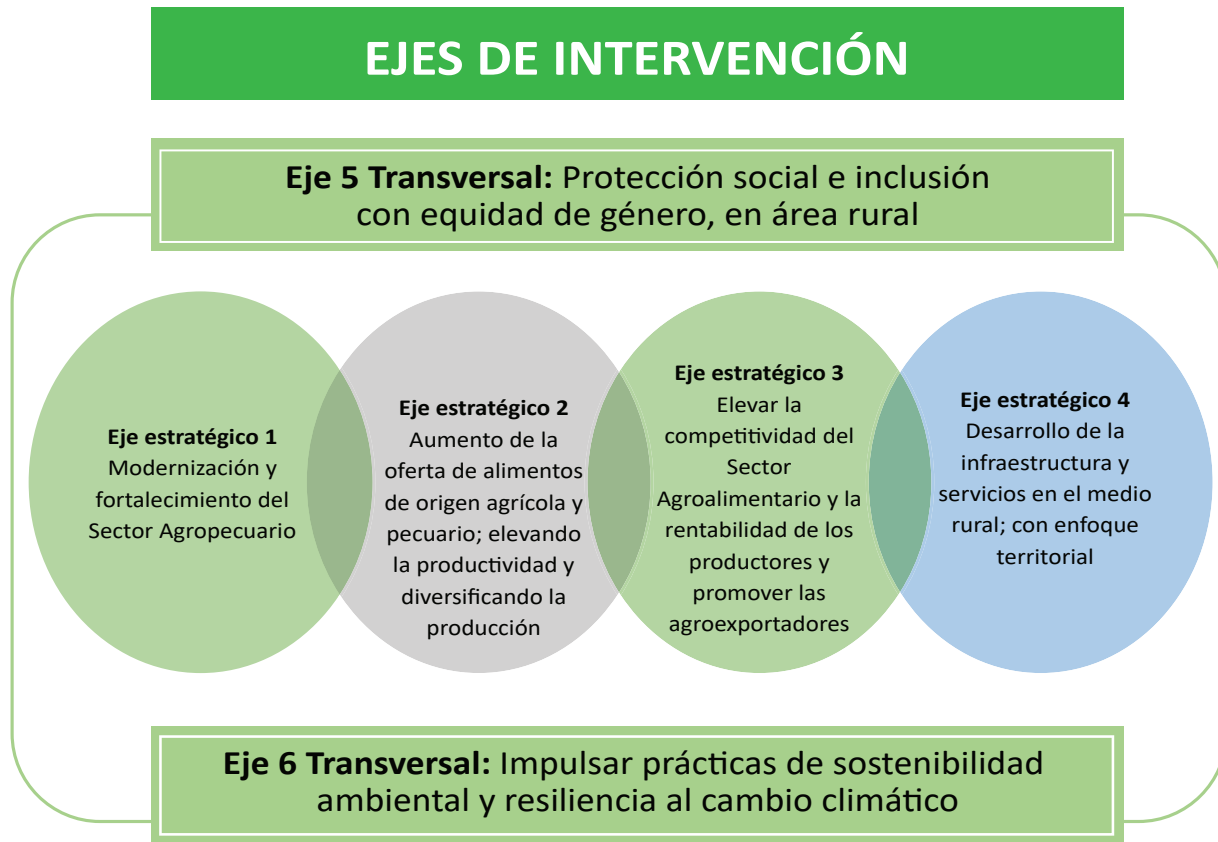 EJES DE INTERVENCIÓN
Eje 5 Transversal: Protección social e inclusión
con equidad de género, en área rural
Eje estratégico 1
Modernización y
fortalecimiento del
Sector Agropecuario
Eje estratégico 2
Aumento de la
oferta de alimentos
de origen agrícola y
pecuario; elevando
la productividad y
diversificando la
producción
Eje estratégico 3
Elevar la
competitividad del
Sector
Agroalimentario y la
rentabilidad de los
productores y
promover las
agroexportadores
Eje estratégico 4
Desarrollo de la
infraestructura y
servicios en el medio
rural; con enfoque
territorial
Eje 6 Transversal: Impulsar prácticas de sostenibilidad
ambiental y resiliencia al cambio climático